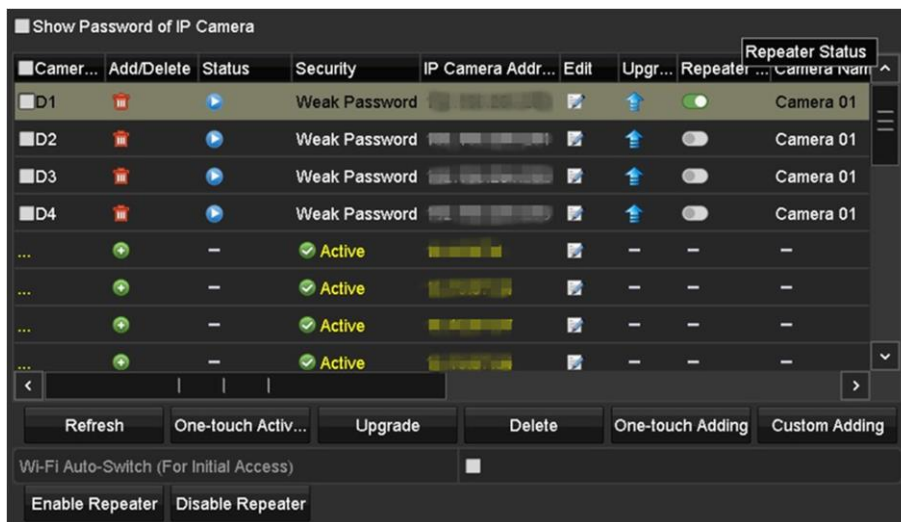 Show Password of IP Camera
Repeater Status
Camer... Add/Delete Status Security IP Camera Addr... Edit Upgr... Repeater ... Camera Nam
D1 Weak Password Camera 01
D2 Weak Password Camera 01
D3 Weak Password Camera 01
D4 Weak Password Camera 01
... – Active – – –
... – Active – – –
... – Active – – –
... – Active – – –
Refresh One-touch Activ... Upgrade Delete One-touch Adding Custom Adding
Wi-Fi Auto-Switch (For Initial Access)
Enable Repeater Disable Repeater